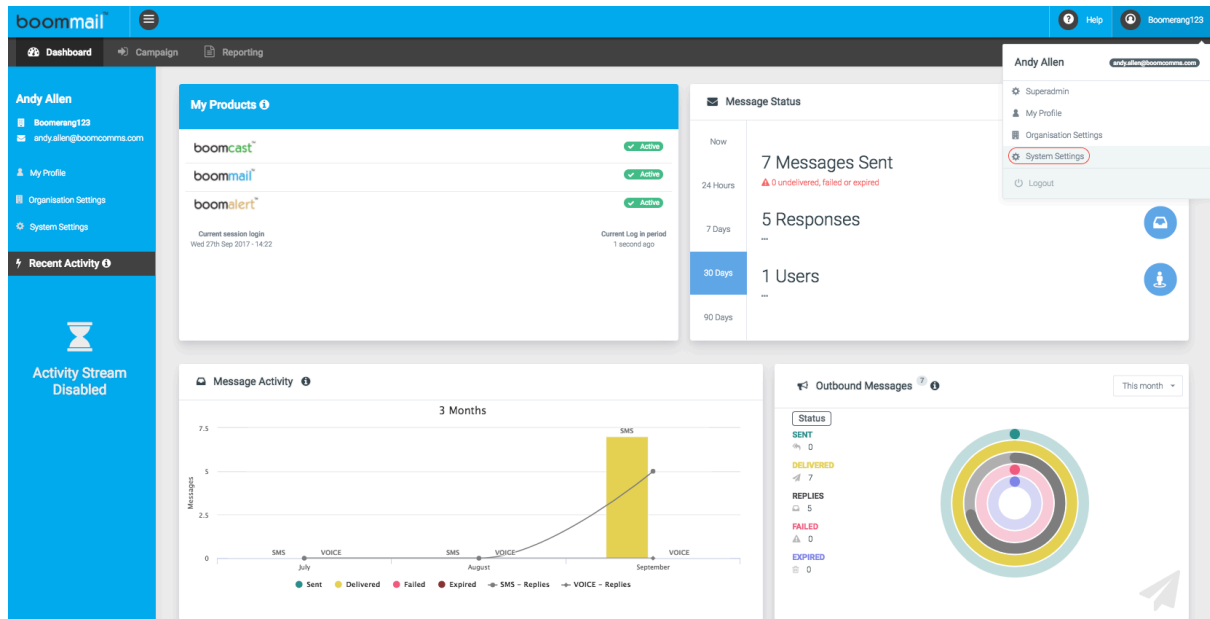 boommail™
Help
Boomerang123
Dashboard
Campaign
Reporting
Andy Allen
andy.allen@boomcomms.com
Superadmin
My Profile
Organisation Settings
System Settings
Logout
Andy Allen
Boomerang123
andy.allen@boomcomms.com
My Profile
Organisation Settings
System Settings
Recent Activity
Activity Stream
Disabled
My Products
boomcast™
Active
boommail™
Active
boomalert™
Active
Current session login
Wed 27th Sep 2017 - 14:22
Current Log in period
1 second ago
Message Status
Now
24 Hours
7 Days
30 Days
90 Days
7 Messages Sent
0 undelivered, failed or expired
5 Responses
...
1 Users
...
Message Activity
3 Months
Messages
7.5
5
2.5
0
SMS
VOICE
SMS
VOICE
SMS
VOICE
July
August
September
Sent
Delivered
Failed
Expired
SMS - Replies
VOICE - Replies
Outbound Messages 7
This month
Status
SENT
0
DELIVERED
7
REPLIES
5
FAILED
0
EXPIRED
0